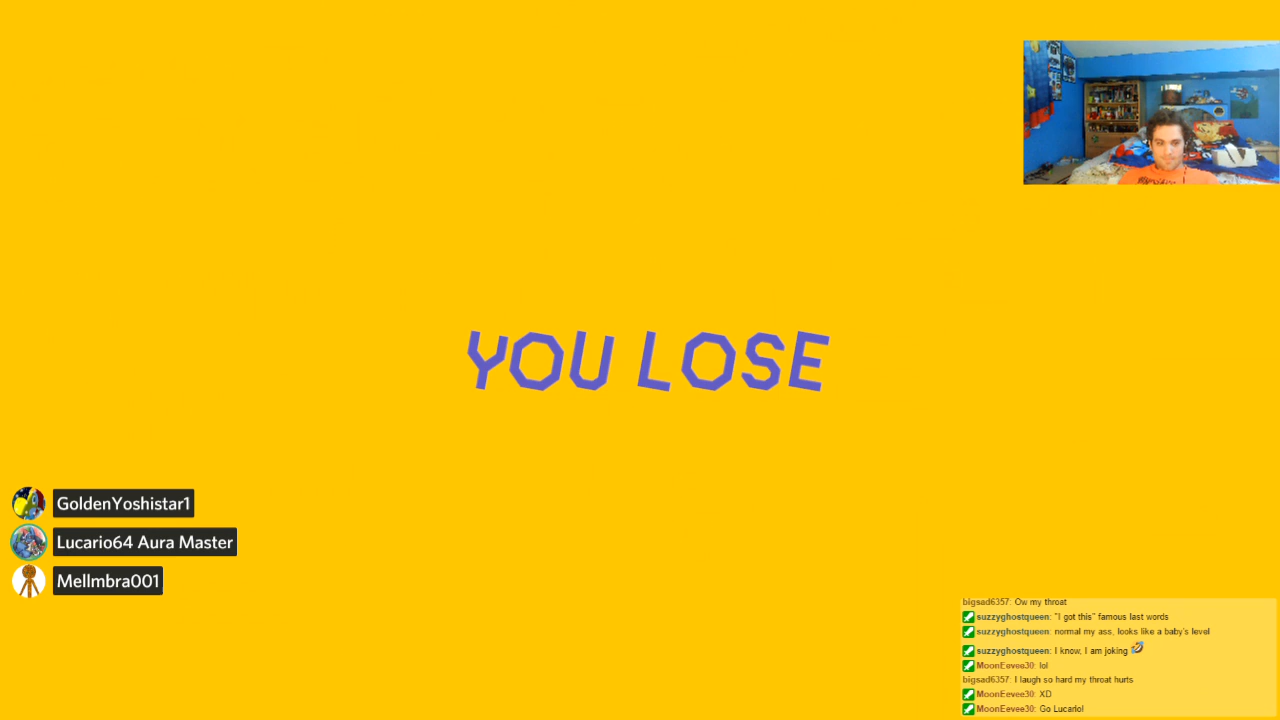 YOU LOSE
GoldenYoshistar1
Lucario64 Aura Master
Mellmbra001
bigsad6357: Ow my throat
suzzyghostqueen: "I got this" famous last words
suzzyghostqueen: normal my ass, looks like a baby's level
suzzyghostqueen: I know, I am joking 🤣
MoonEevee30: lol
bigsad6357: I laugh so hard my throat hurts
MoonEevee30: XD
MoonEevee30: Go Lucario!